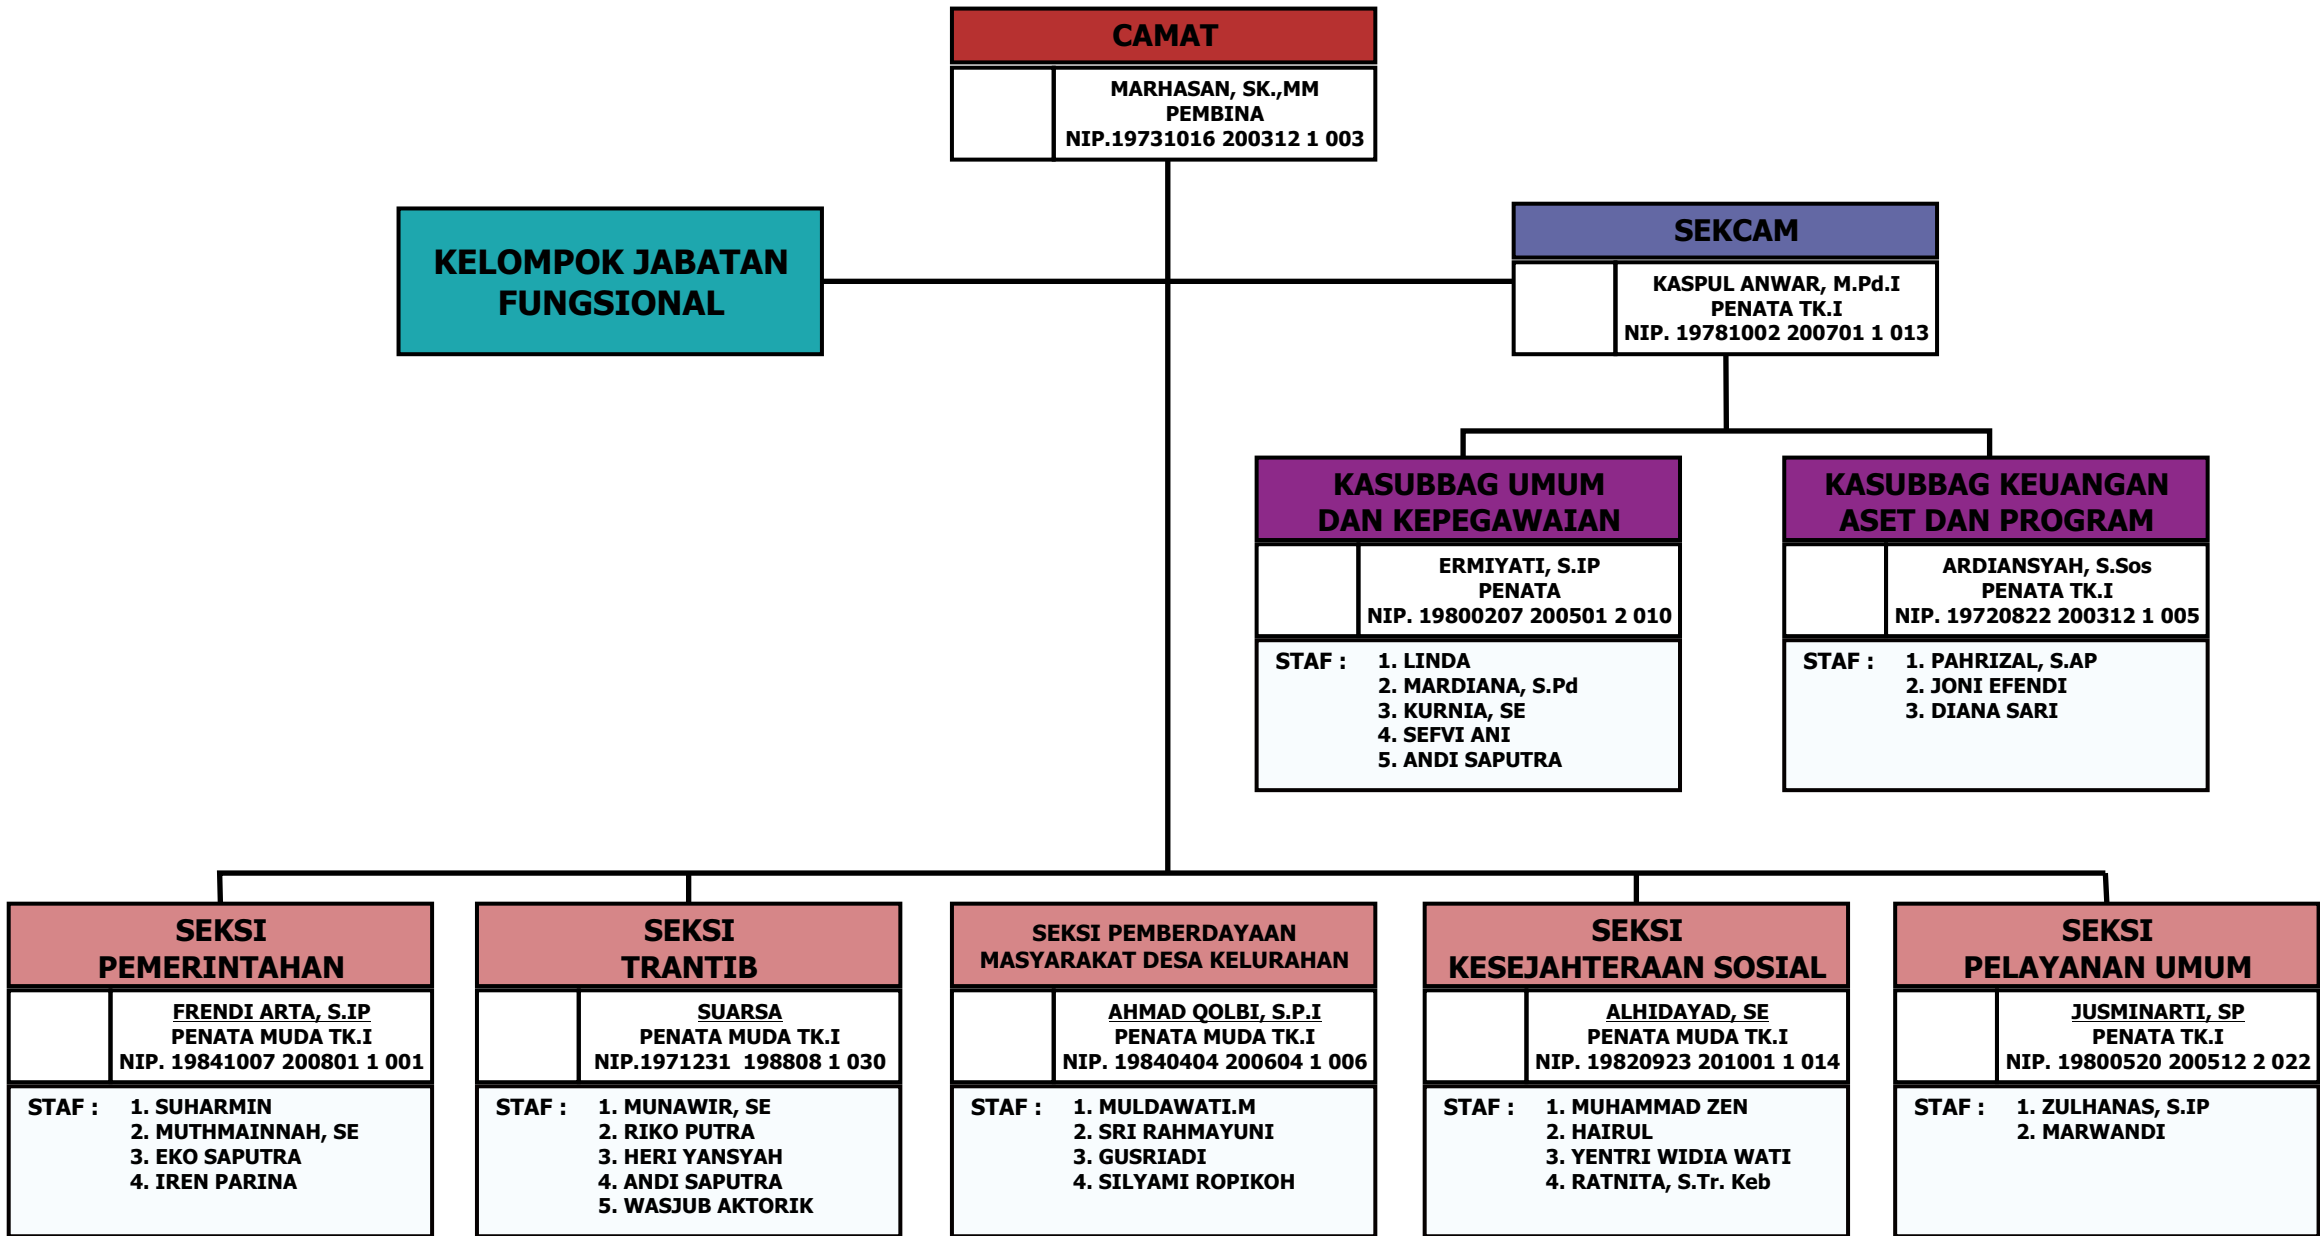 CAMAT
MARHASAN, SK.,MM
PEMBINA
NIP.19731016 200312 1 003
KELOMPOK JABATAN
FUNGSIONAL
SEKCAM
KASPUL ANWAR, M.Pd.I
PENATA TK.I
NIP. 19781002 200701 1 013
KASUBBAG UMUM
DAN KEPEGAWAIAN
ERMIYATI, S.IP
PENATA
NIP. 19800207 200501 2 010
STAF : 1. LINDA
2. MARDIANA, S.Pd
3. KURNIA, SE
4. SEFVI ANI
5. ANDI SAPUTRA
KASUBBAG KEUANGAN
ASET DAN PROGRAM
ARDIANSYAH, S.Sos
PENATA TK.I
NIP. 19720822 200312 1 005
STAF : 1. PAHRIZAL, S.AP
2. JONI EFENDI
3. DIANA SARI
SEKSI
PEMERINTAHAN
FRENDI ARTA, S.IP
PENATA MUDA TK.I
NIP. 19841007 200801 1 001
STAF : 1. SUHARMIN
2. MUTHMAINNAH, SE
3. EKO SAPUTRA
4. IREN PARINA
SEKSI
TRANTIB
SUARSA
PENATA MUDA TK.I
NIP.1971231  198808 1 030
STAF : 1. MUNAWIR, SE
2. RIKO PUTRA
3. HERI YANSYAH
4. ANDI SAPUTRA
5. WASJUB AKTORIK
SEKSI PEMBERDAYAAN
MASYARAKAT DESA KELURAHAN
AHMAD QOLBI, S.P.I
PENATA MUDA TK.I
NIP. 19840404 200604 1 006
STAF : 1. MULDAWATI.M
2. SRI RAHMAYUNI
3. GUSRIADI
4. SILYAMI ROPIKOH
SEKSI
KESEJAHTERAAN SOSIAL
ALHIDAYAD, SE
PENATA MUDA TK.I
NIP. 19820923 201001 1 014
STAF : 1. MUHAMMAD ZEN
2. HAIRUL
3. YENTRI WIDIA WATI
4. RATNITA, S.Tr. Keb
SEKSI
PELAYANAN UMUM
JUSMINARTI, SP
PENATA TK.I
NIP. 19800520 200512 2 022
STAF : 1. ZULHANAS, S.IP
2. MARWANDI